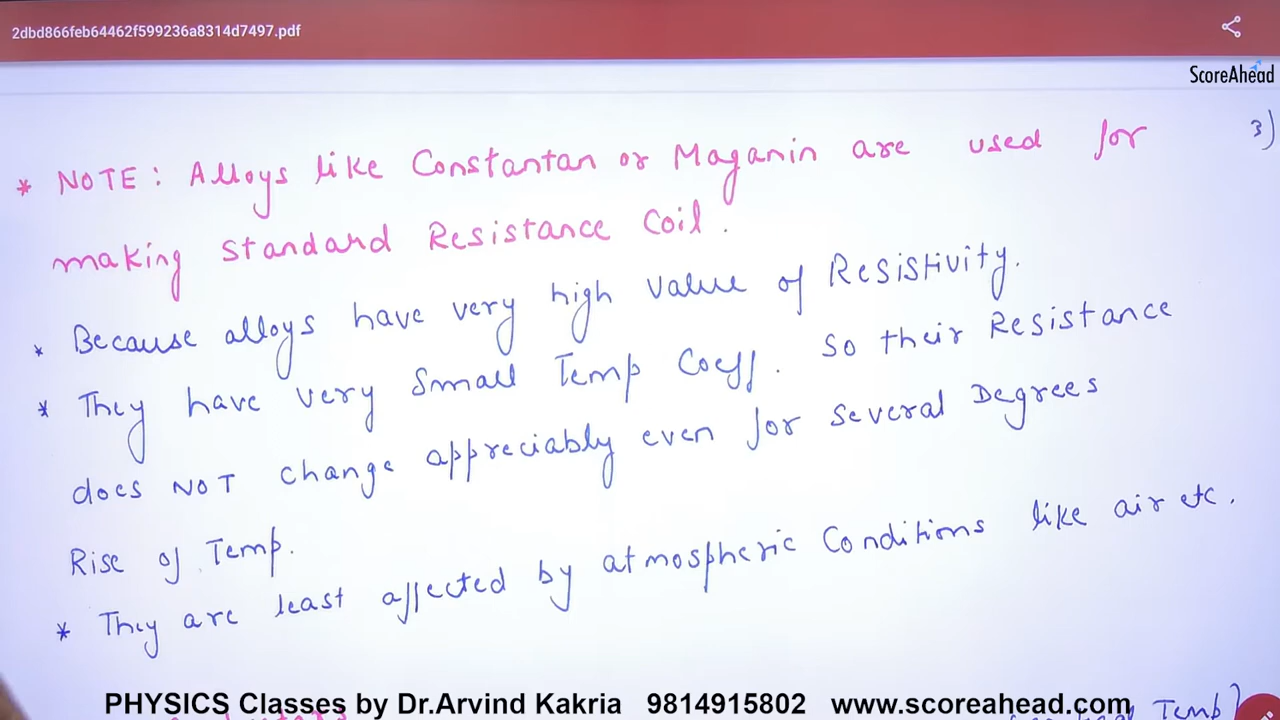 2dbd866feb64462f599236a8314d7497.pdf
ScoreAhead
3)
* NOTE: Alloys like Constantan or Maganin are used for
making Standard Resistance Coil.
* Because alloys have very high value of Resistivity.
* They have very Small Temp Coeff. So their Resistance
does NOT change appreciably even for several Degrees
Rise of Temp.
* They are least affected by atmospheric Conditions like air etc.
PHYSICS Classes by Dr.Arvind Kakria 9814915802 www.scoreahead.com
Temp]